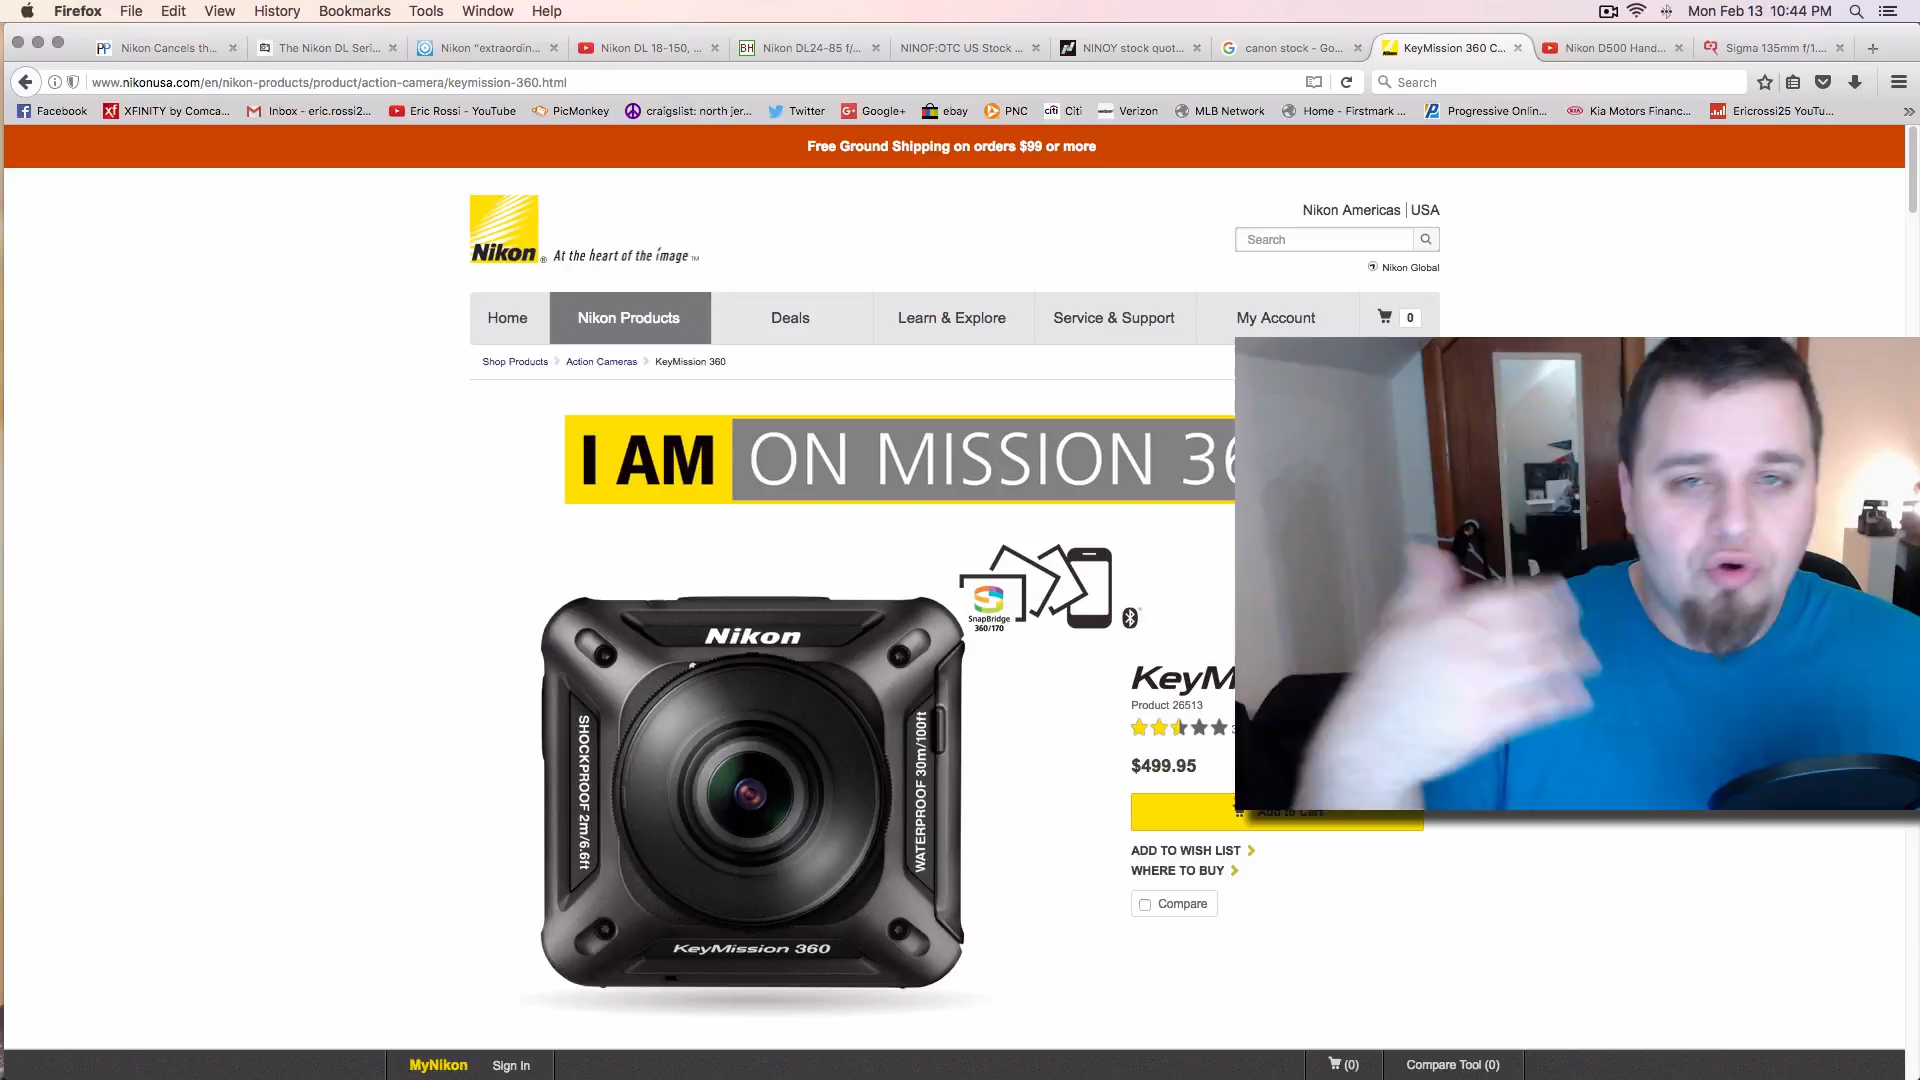 Firefox File Edit View History Bookmarks Tools Window Help Mon Feb 13 10:44 PM
Nikon Cancels th... The Nikon DL Seri... Nikon "extraordin... Nikon DL 18-150, ... Nikon DL24-85 f/... NINOF:OTC US Stock ... NINOY stock quot... canon stock - Go... KeyMission 360 C... Nikon D500 Hand... Sigma 135mm f/1....
www.nikonusa.com/en/nikon-products/product/action-camera/keymission-360.html Search
Facebook XFINITY by Comca... Inbox - eric.rossi2... Eric Rossi - YouTube PicMonkey craigslist: north jer... Twitter Google+ ebay PNC Citi Verizon MLB Network Home - Firstmark ... Progressive Onlin... Kia Motors Financ... Ericrossi25 YouTu...
Free Ground Shipping on orders $99 or more
Nikon® At the heart of the image™
Nikon Americas | USA
Search
Nikon Global
Home Nikon Products Deals Learn & Explore Service & Support My Account 0
Shop Products Action Cameras KeyMission 360
I AM ON MISSION
SnapBridge
360/170
Nikon
SHOCKPROOF 2m/6.6ft
WATERPROOF 30m/100ft
KeyMission 360
Product 26513
$499.95
Add to Cart
ADD TO WISH LIST
WHERE TO BUY
Compare
MyNikon Sign In (0) Compare Tool (0)